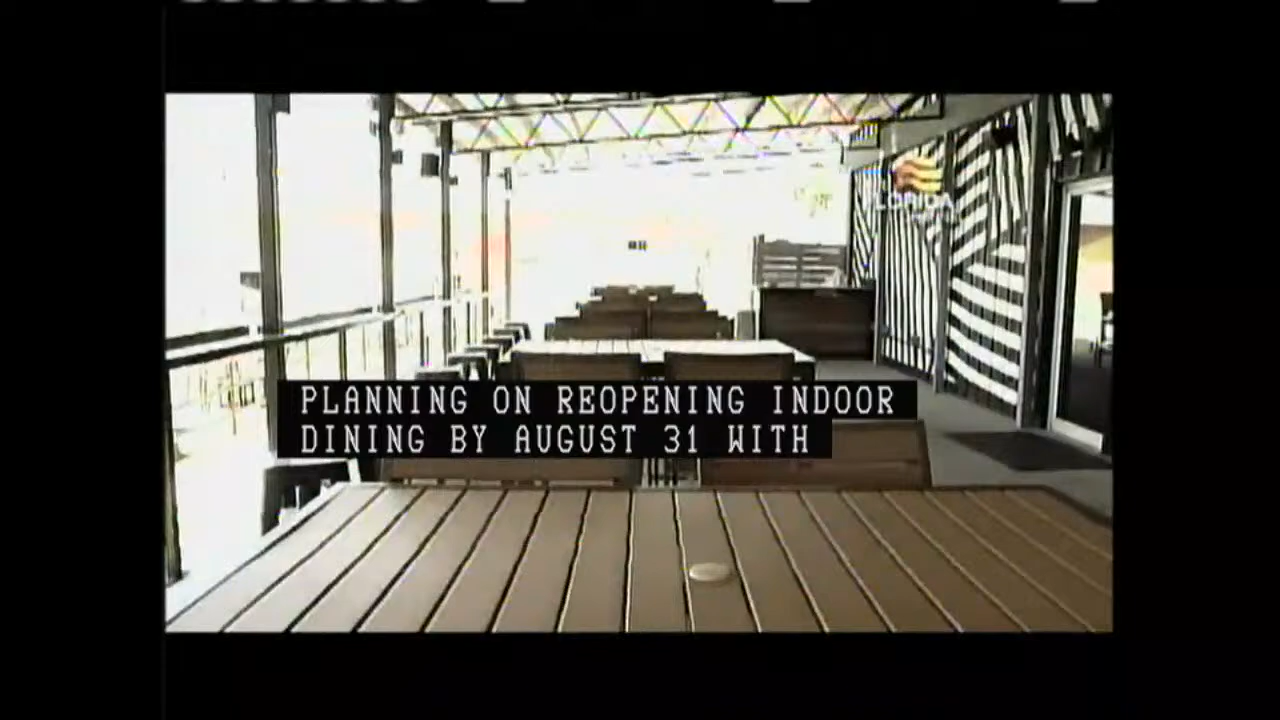 FLORIDA
PLANNING ON REOPENING INDOOR
DINING BY AUGUST 31 WITH